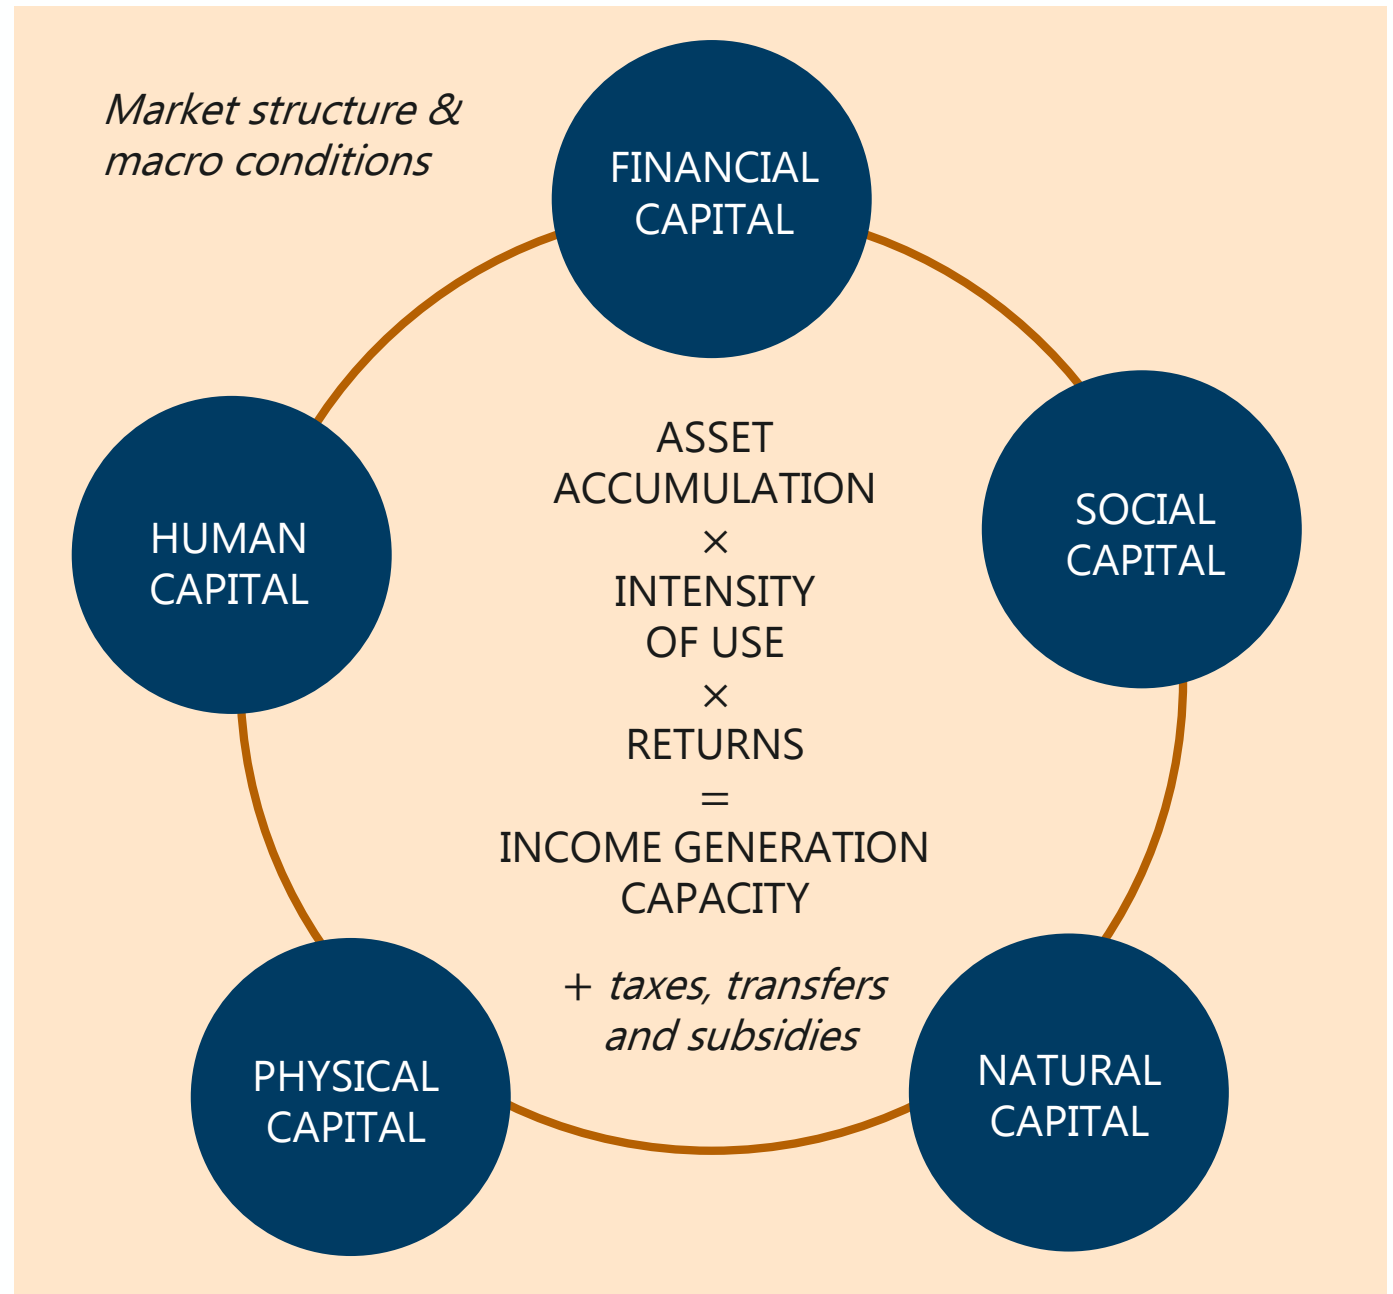 Market structure &
macro conditions
FINANCIAL
CAPITAL
HUMAN
CAPITAL
SOCIAL
CAPITAL
ASSET
ACCUMULATION
×
INTENSITY
OF USE
×
RETURNS
=
INCOME GENERATION
CAPACITY
+ taxes, transfers
and subsidies
PHYSICAL
CAPITAL
NATURAL
CAPITAL